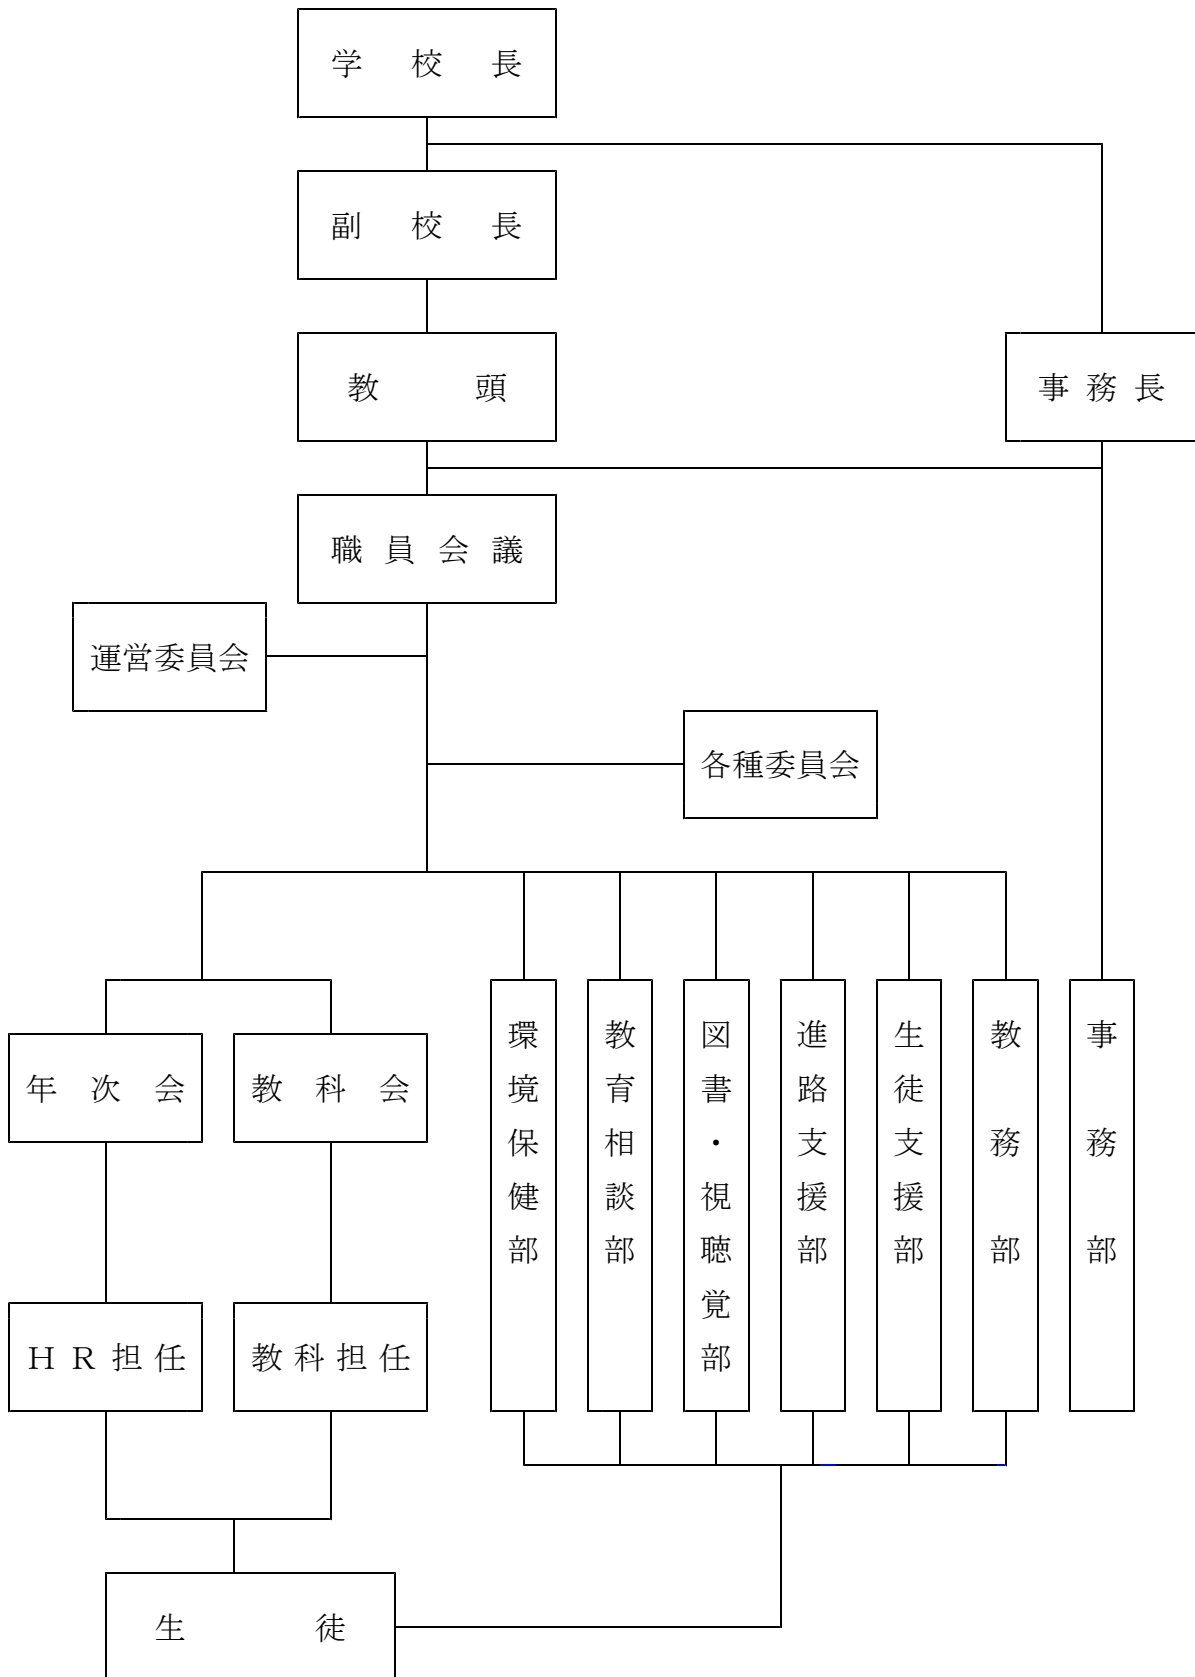 学校長
副校長
教頭
事務長
職員会議
運営委員会
各種委員会
年次会
教科会
環境保健部
教育相談部
図書・視聴覚部
進路支援部
生徒支援部
教務部
事務部
HR担任
教科担任
生徒